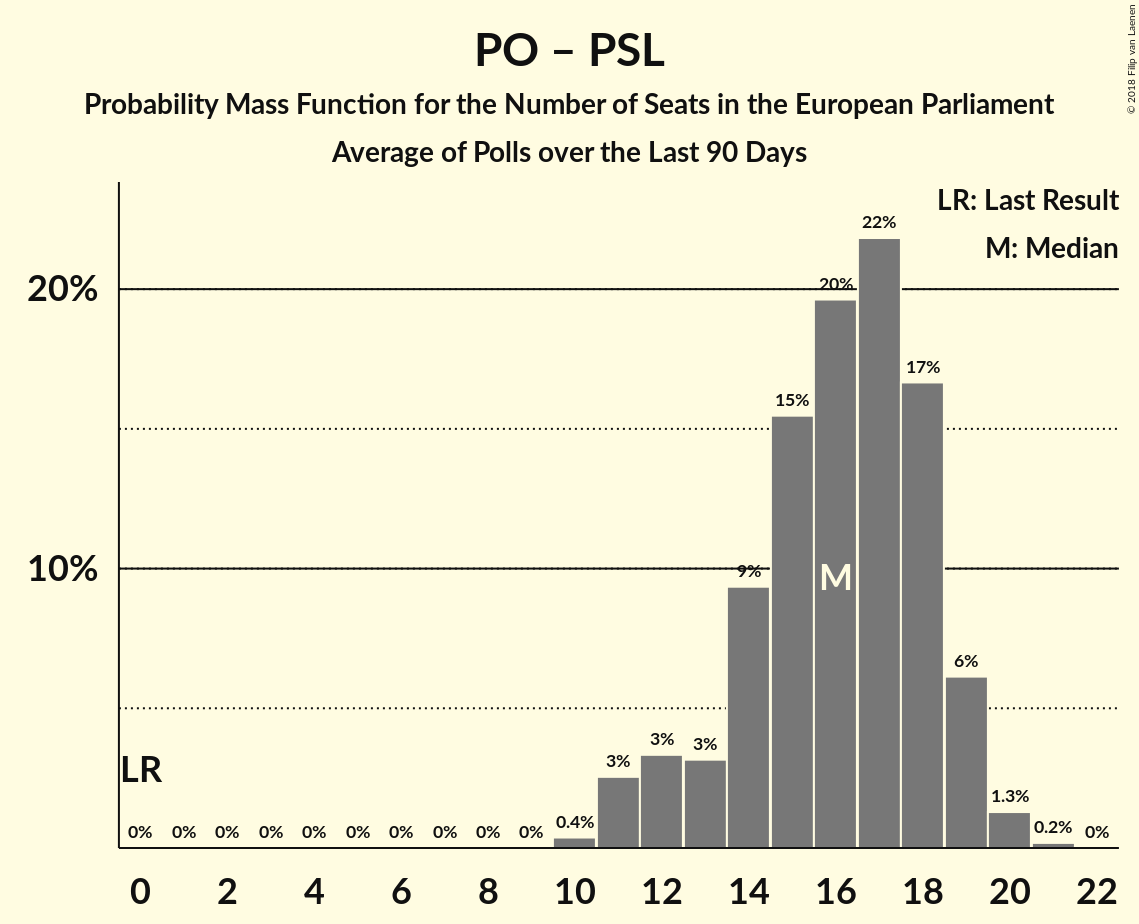 PO – PSL
Probability Mass Function for the Number of Seats in the European Parliament
Average of Polls over the Last 90 Days
© 2018 Filip van Laenen
LR: Last Result
M: Median
20%
10%
LR
M
0%
0%
0%
0%
0%
0%
0%
0%
0%
0%
0.4%
3%
3%
3%
9%
15%
20%
22%
17%
6%
1.3%
0.2%
0%
0 2 4 6 8 10 12 14 16 18 20 22